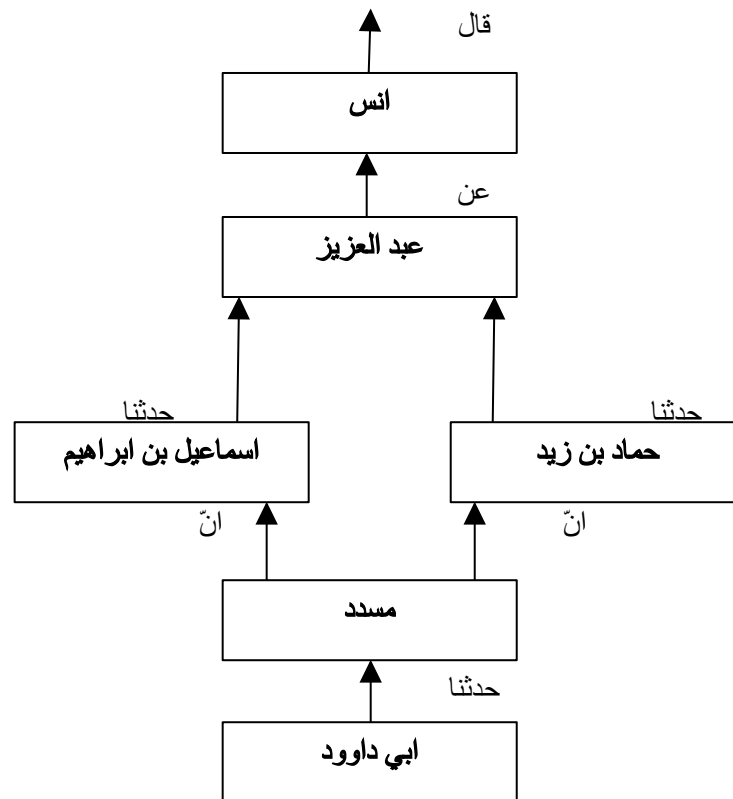 قال
انس
عن
عبد العزيز
حدثنا
حدثنا
حماد بن زيد
اسماعيل بن ابراهيم
انّ
انّ
مسدد
حدثنا
ابي داوود